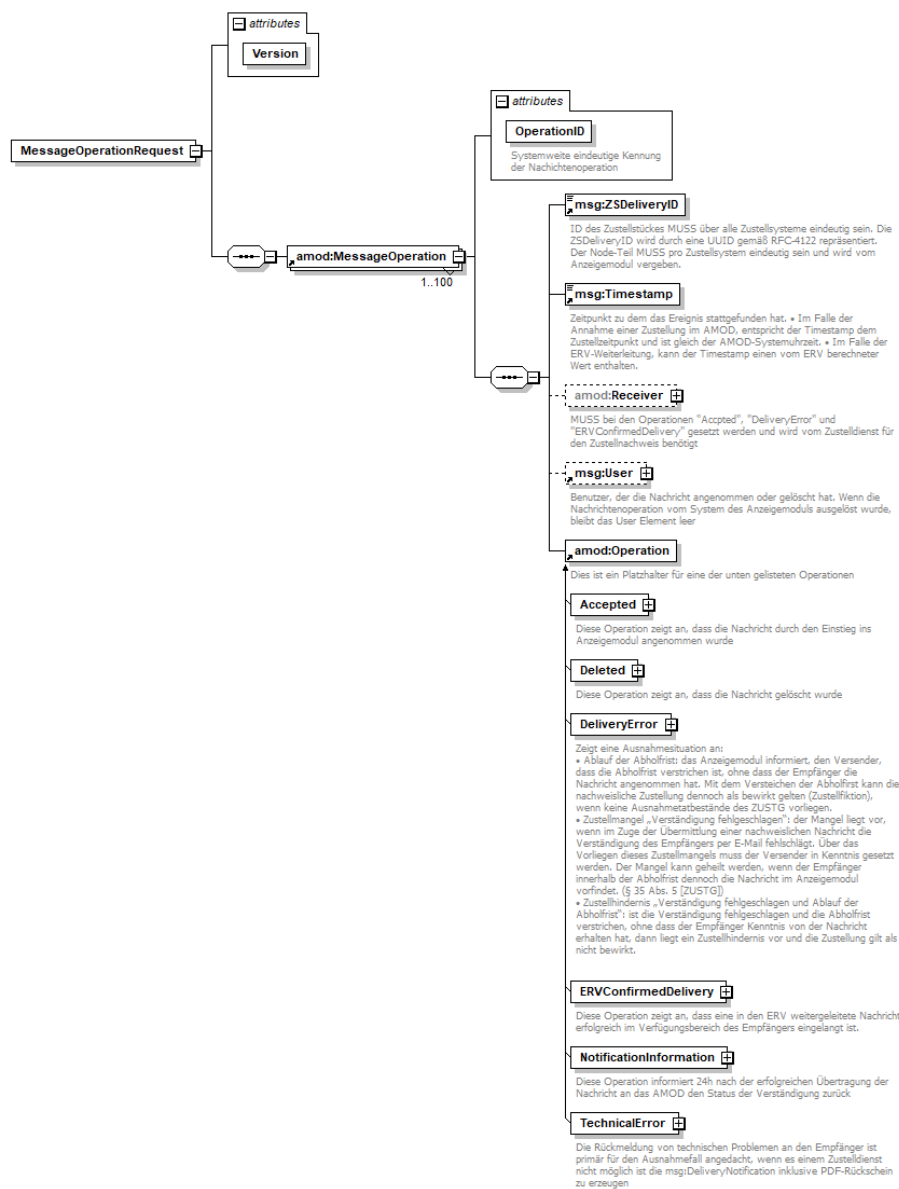 attributes
Version
attributes
OperationID
Systemweite eindeutige Kennung
der Nachichtenoperation
MessageOperationRequest
amod:MessageOperation
1..100
msg:ZSDeliveryID
ID des Zustellstückes MUSS über alle Zustellsysteme eindeutig sein. Die
ZSDeliveryID wird durch eine UUID gemäß RFC-4122 repräsentiert.
Der Node-Teil MUSS pro Zustellsystem eindeutig sein und wird vom
Anzeigemodul vergeben.
msg:Timestamp
Zeitpunkt zu dem das Ereignis stattgefunden hat. • Im Falle der
Annahme einer Zustellung im AMOD, entspricht der Timestamp dem
Zustellzeitpunkt und ist gleich der AMOD-Systemuhrzeit. • Im Falle der
ERV-Weiterleitung, kann der Timestamp einen vom ERV berechneter
Wert enthalten.
amod:Receiver
MUSS bei den Operationen "Accpted", "DeliveryError" und
"ERVConfirmedDelivery" gesetzt werden und wird vom Zustelldienst für
den Zustellnachweis benötigt
msg:User
Benutzer, der die Nachricht angenommen oder gelöscht hat. Wenn die
Nachrichtenoperation vom System des Anzeigemoduls ausgelöst wurde,
bleibt das User Element leer
amod:Operation
Dies ist ein Platzhalter für eine der unten gelisteten Operationen
Accepted
Diese Operation zeigt an, dass die Nachricht durch den Einstieg ins
Anzeigemodul angenommen wurde
Deleted
Diese Operation zeigt an, dass die Nachricht gelöscht wurde
DeliveryError
Zeigt eine Ausnahmesituation an:
• Ablauf der Abholfrist: das Anzeigemodul informiert, den Versender,
dass die Abholfrist verstrichen ist, ohne dass der Empfänger die
Nachricht angenommen hat. Mit dem Versteichen der Abholfirst kann die
nachweisliche Zustellung dennoch als bewirkt gelten (Zustellfiktion),
wenn keine Ausnahmetatbestände des ZUSTG vorliegen.
• Zustellmangel „Verständigung fehlgeschlagen": der Mangel liegt vor,
wenn im Zuge der Übermittlung einer nachweislichen Nachricht die
Verständigung des Empfängers per E-Mail fehlschlägt. Über das
Vorliegen dieses Zustellmangels muss der Versender in Kenntnis gesetzt
werden. Der Mangel kann geheilt werden, wenn der Empfänger
innerhalb der Abholfrist dennoch die Nachricht im Anzeigemodul
vorfindet. (§ 35 Abs. 5 [ZUSTG])
• Zustellhindernis „Verständigung fehlgeschlagen und Ablauf der
Abholfrist": ist die Verständigung fehlgeschlagen und die Abholfrist
verstrichen, ohne dass der Empfänger Kenntnis von der Nachricht
erhalten hat, dann liegt ein Zustellhindernis vor und die Zustellung gilt als
nicht bewirkt.
ERVConfirmedDelivery
Diese Operation zeigt an, dass eine in den ERV weitergeleitete Nachricht
erfolgreich im Verfügungsbereich des Empfängers eingelangt ist.
NotificationInformation
Diese Operation informiert 24h nach der erfolgreichen Übertragung der
Nachricht an das AMOD den Status der Verständigung zurück
TechnicalError
Die Rückmeldung von technischen Problemen an den Empfänger ist
primär für den Ausnahmefall angedacht, wenn es einem Zustelldienst
nicht möglich ist die msg:DeliveryNotification inklusive PDF-Rückschein
zu erzeugen